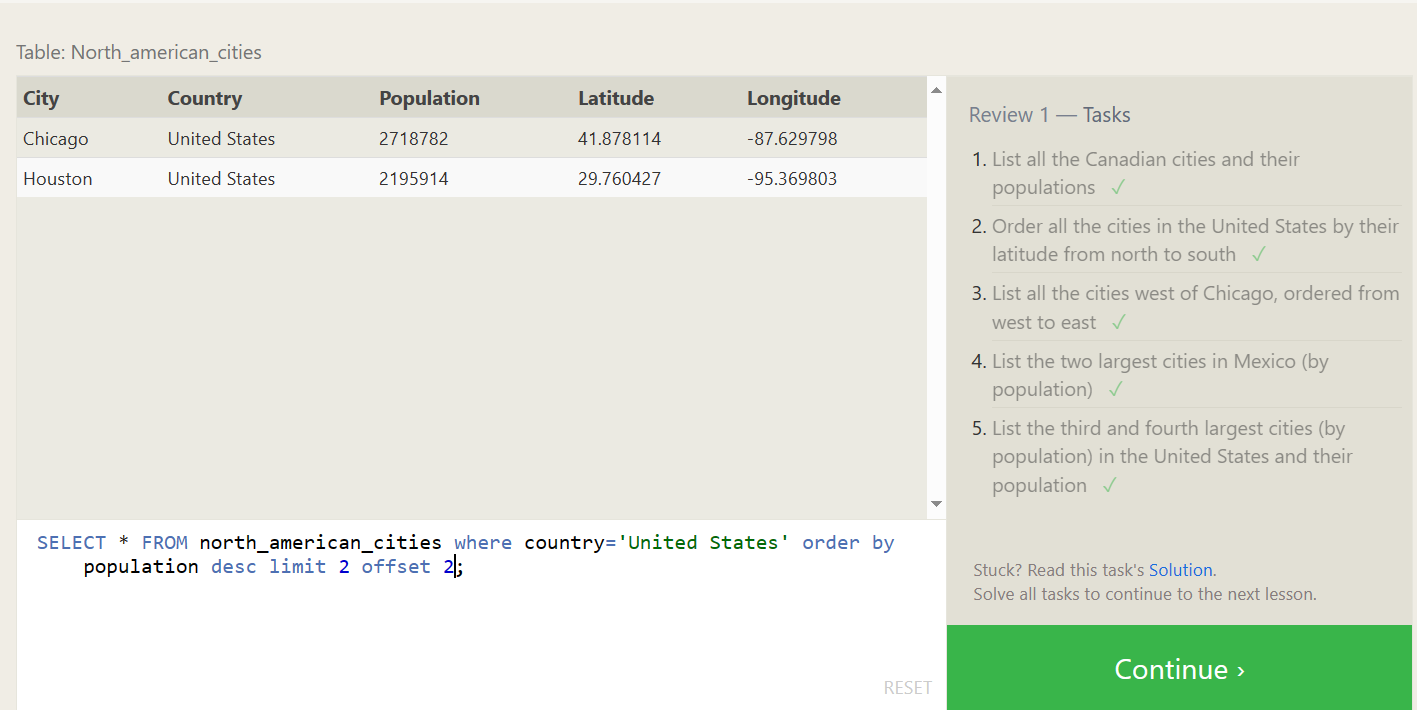 Table: North_american_cities
City Country Population Latitude Longitude
Chicago United States 2718782 41.878114 -87.629798
Houston United States 2195914 29.760427 -95.369803
SELECT * FROM north_american_cities where country='United States' order by
population desc limit 2 offset 2;
RESET
Review 1 — Tasks
1. List all the Canadian cities and their
populations ✓
2. Order all the cities in the United States by their
latitude from north to south ✓
3. List all the cities west of Chicago, ordered from
west to east ✓
4. List the two largest cities in Mexico (by
population) ✓
5. List the third and fourth largest cities (by
population) in the United States and their
population ✓
Stuck? Read this task's Solution.
Solve all tasks to continue to the next lesson.
Continue ›